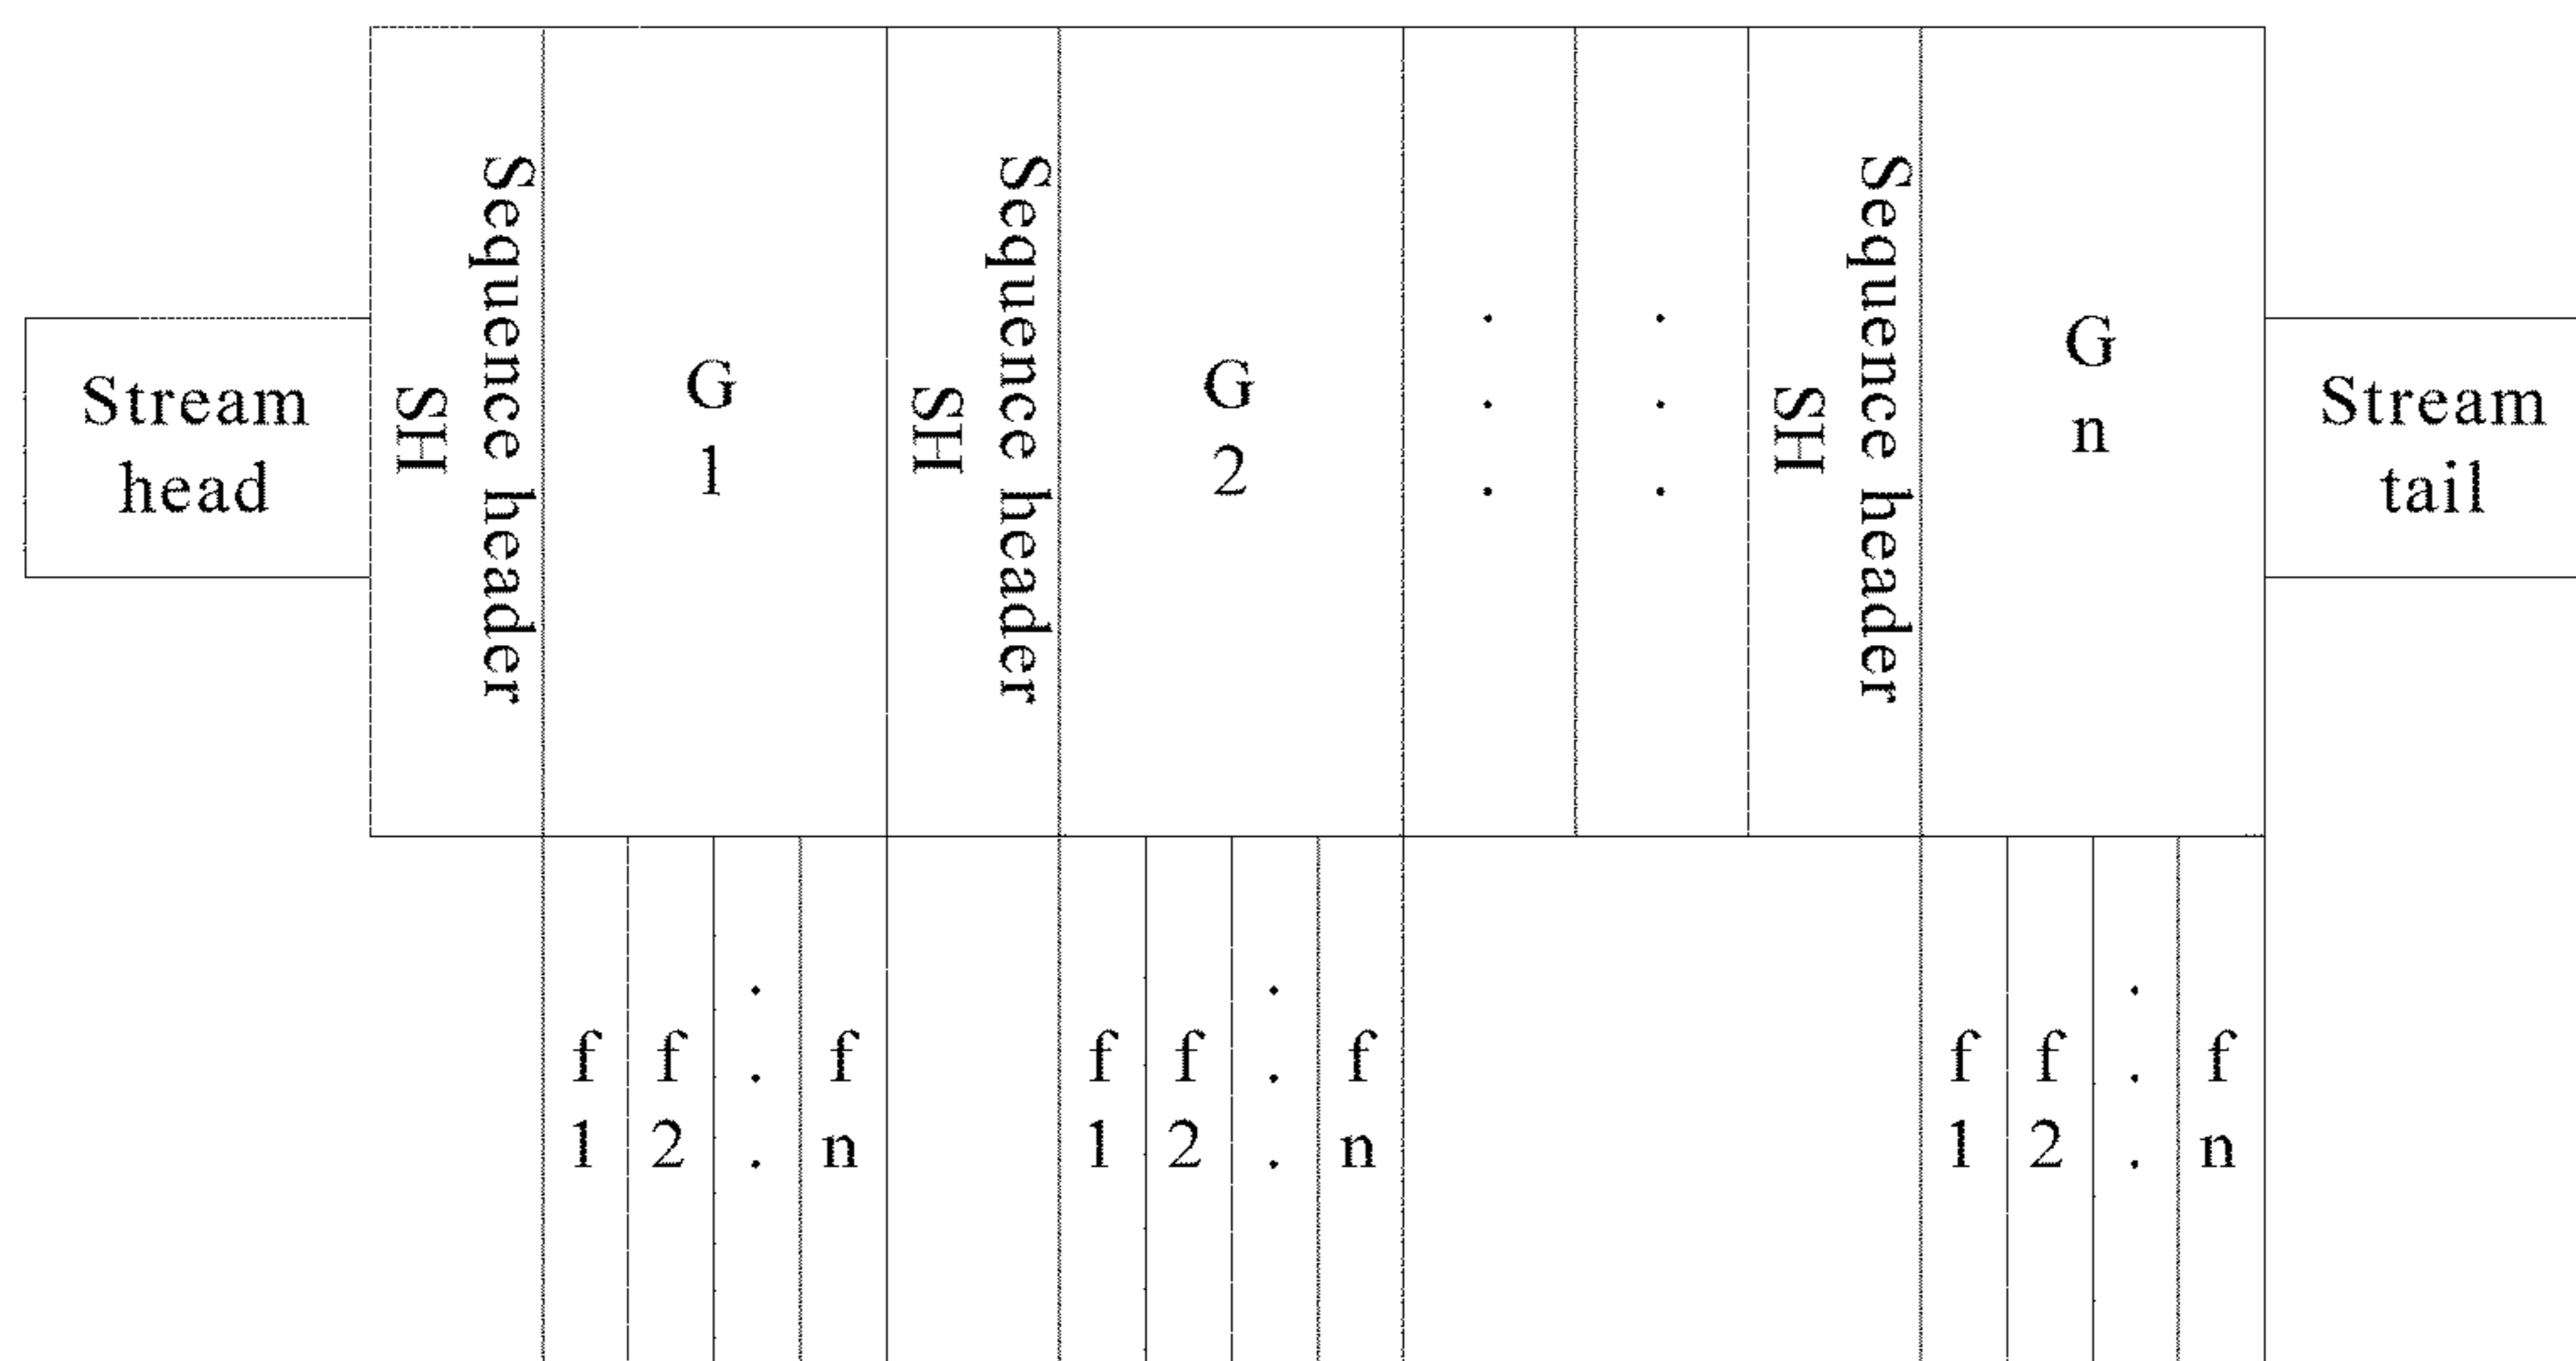 Stream
head
SH
Sequence header
G
1
SH
Sequence header
G
2
.
.
.
.
.
.
SH
Sequence header
G
n
Stream
tail
f
1
f
2
.
.
.
f
n
f
1
f
2
.
.
.
f
n
f
1
f
2
.
.
.
f
n